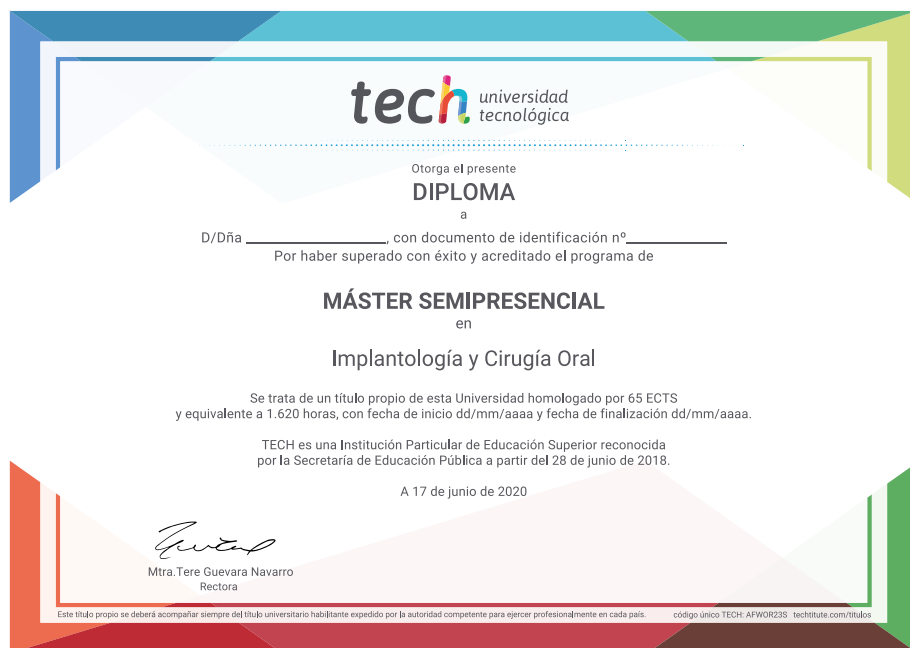 tech universidad
tecnológica
Otorga el presente
DIPLOMA
a
D/Dña ______________, con documento de identificación nº__________
Por haber superado con éxito y acreditado el programa de
MÁSTER SEMIPRESENCIAL
en
Implantología y Cirugía Oral
Se trata de un título propio de esta Universidad homologado por 65 ECTS
y equivalente a 1.620 horas, con fecha de inicio dd/mm/aaaa y fecha de finalización dd/mm/aaaa.
TECH es una Institución Particular de Educación Superior reconocida
por la Secretaría de Educación Pública a partir del 28 de junio de 2018.
A 17 de junio de 2020
Mtra.Tere Guevara Navarro
Rectora
Este título propio se deberá acompañar siempre del título universitario habilitante expedido por la autoridad competente para ejercer profesionalmente en cada país. código único TECH: AFWOR23S techtitute.com/titulos